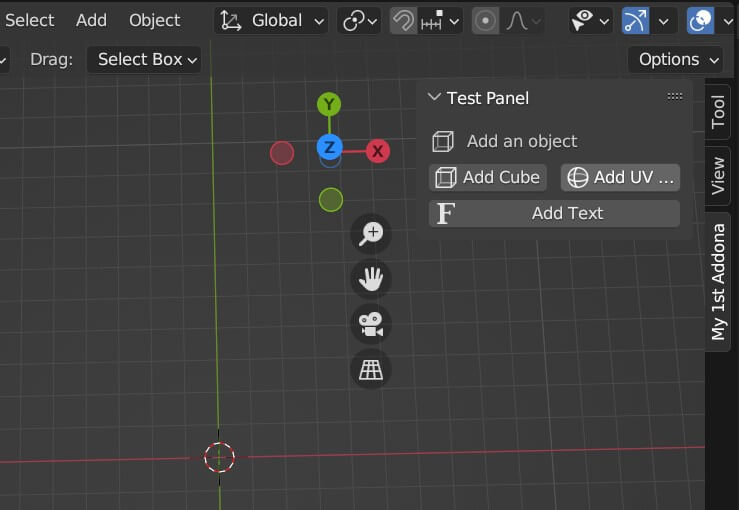 Select Add Object Global
Drag: Select Box Options
Test Panel
Y
Z
X
Add an object
Add Cube Add UV ...
F Add Text
Tool
View
My 1st Addona